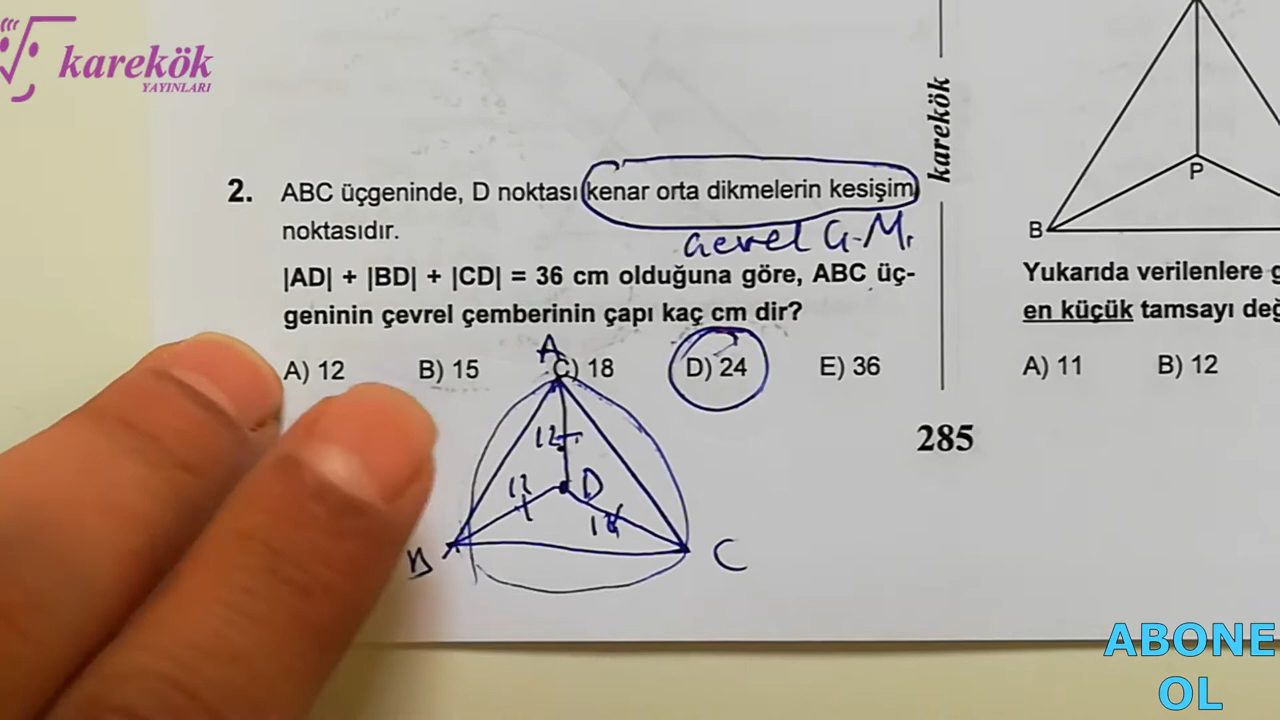 karekök
YAYINLARI
2. ABC üçgeninde, D noktası kenar orta dikmelerin kesişim
noktasıdır.
Çevrel Ç.M.
|AD| + |BD| + |CD| = 36 cm olduğuna göre, ABC üç-
geninin çevrel çemberinin çapı kaç cm dir?
A) 12 B) 15 C) 18 D) 24 E) 36
A
12
12
D
12
B
C
karekök
285
P
B
Yukarıda verilenlere g
en küçük tamsayı değ
A) 11 B) 12
ABONE
OL